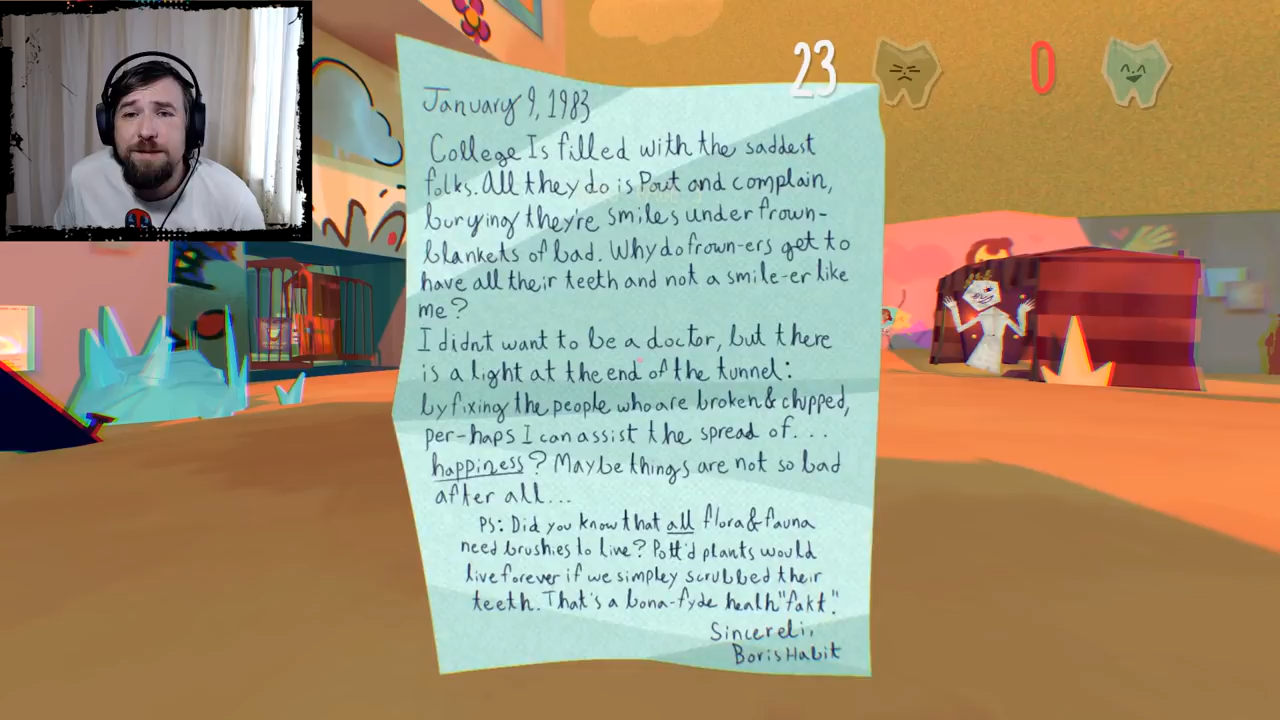 23
0
January 9, 1983
College Is filled with the saddest
folks. All they do is Pout and complain,
burying they're smiles under frown-
blankets of bad. Why do frown-ers get to
have all their teeth and not a smile-er like
me?
I didnt want to be a doctor, but there
is a light at the end of the tunnel:
by fixing the people who are broken & chipped,
per-haps I can assist the spread of...
happiness? Maybe things are not so bad
after all...
PS: Did you know that all flora & fauna
need brushies to live? Pott'd plants would
live forever if we simpley scrubbed their
teeth. That's a bona-fyde health "fakt."
Sincereli,
Boris Habit